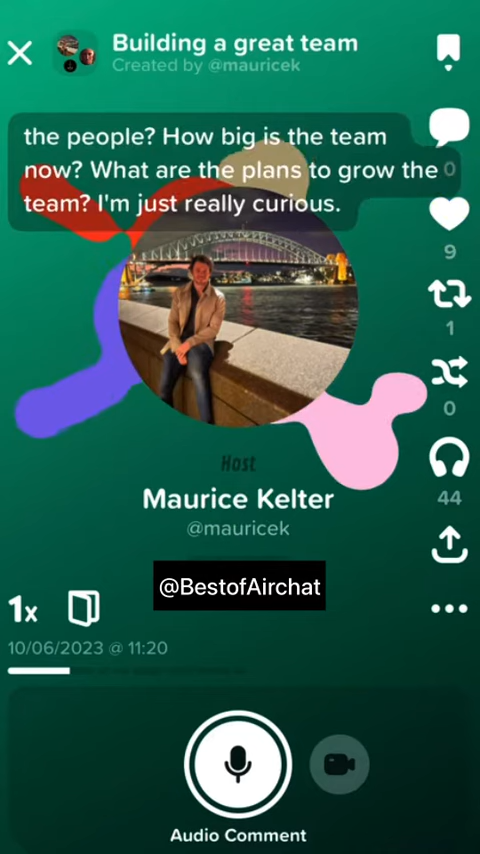 Building a great team
Created by @mauricek
the people? How big is the team
now? What are the plans to grow the
team? I'm just really curious.
0
9
1
0
44
Host
Maurice Kelter
@mauricek
@BestofAirchat
1x
10/06/2023 @ 11:20
Audio Comment